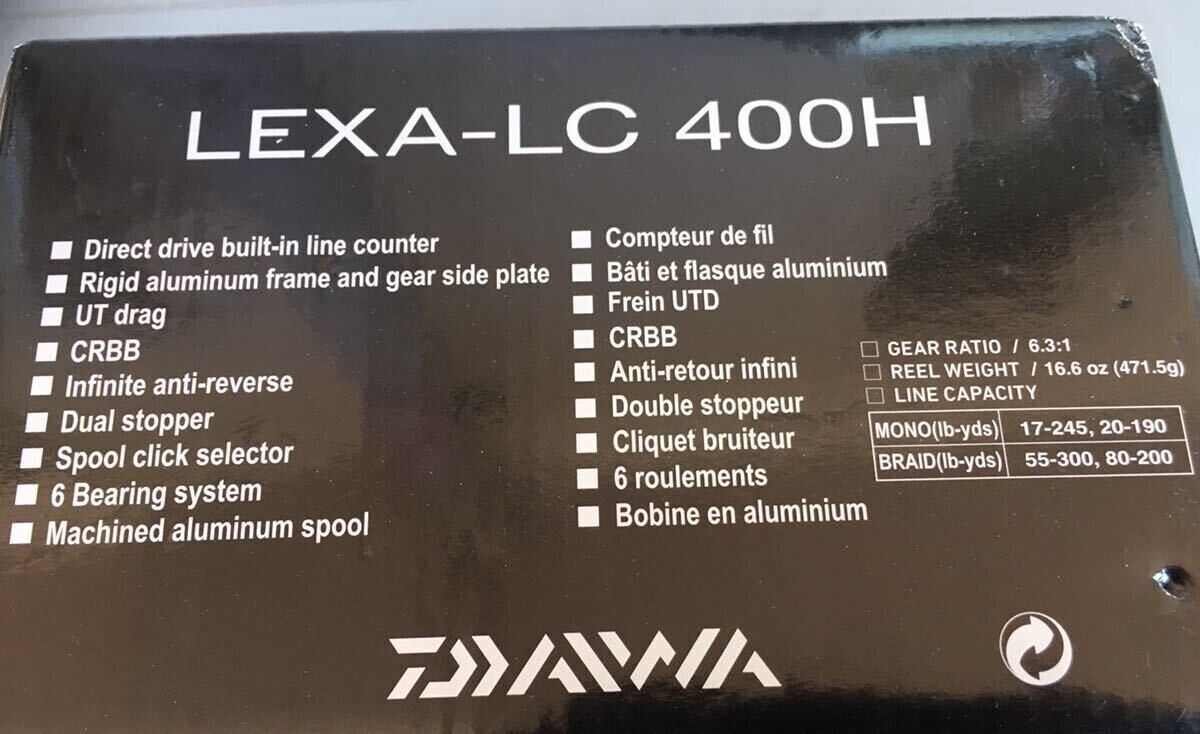 LEXA-LC 400H
Direct drive built-in line counter
Rigid aluminum frame and gear side plate
UT drag
CRBB
Infinite anti-reverse
Dual stopper
Spool click selector
6 Bearing system
Machined aluminum spool
Compteur de fil
Bâti et flasque aluminium
Frein UTD
CRBB
Anti-retour infini
Double stoppeur
Cliquet bruiteur
6 roulements
Bobine en aluminium
GEAR RATIO / 6.3:1
REEL WEIGHT / 16.6 oz (471.5g)
LINE CAPACITY
MONO(lb-yds) 17-245, 20-190
BRAID(lb-yds) 55-300, 80-200
DAIWA